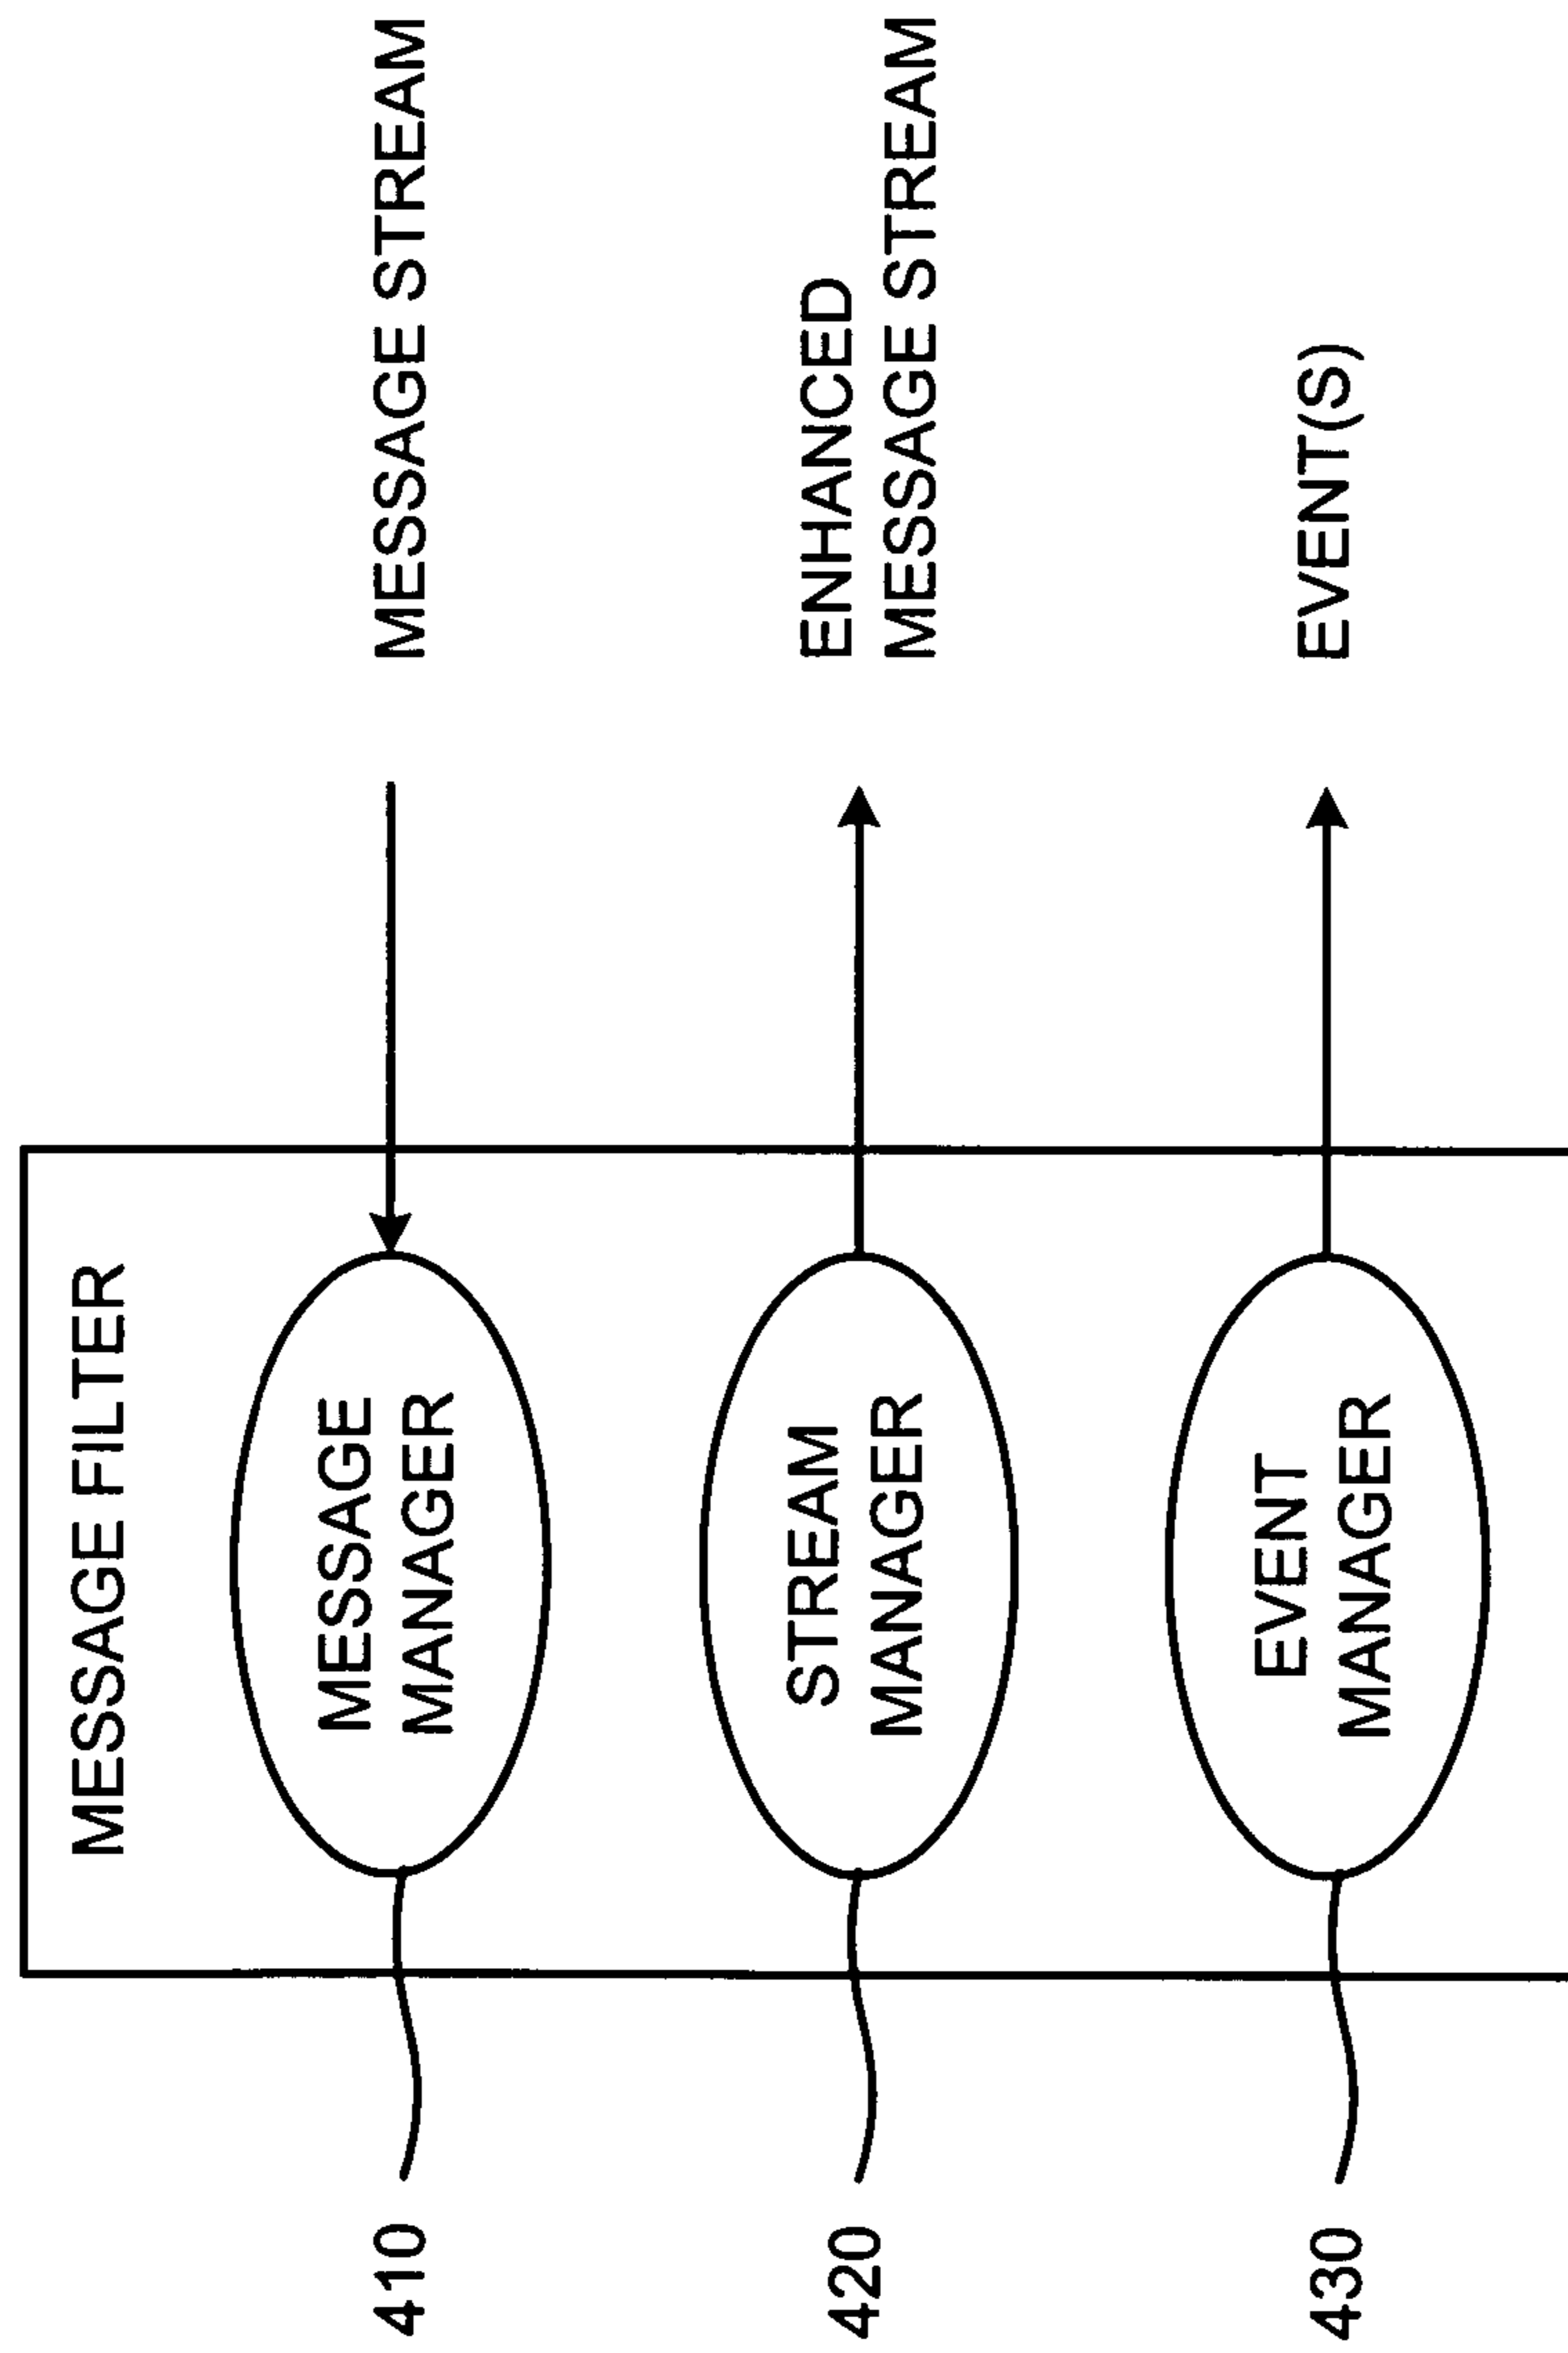 MESSAGE FILTER
410
MESSAGE
MANAGER
MESSAGE STREAM
420
STREAM
MANAGER
ENHANCED
MESSAGE STREAM
430
EVENT
MANAGER
EVENT(S)